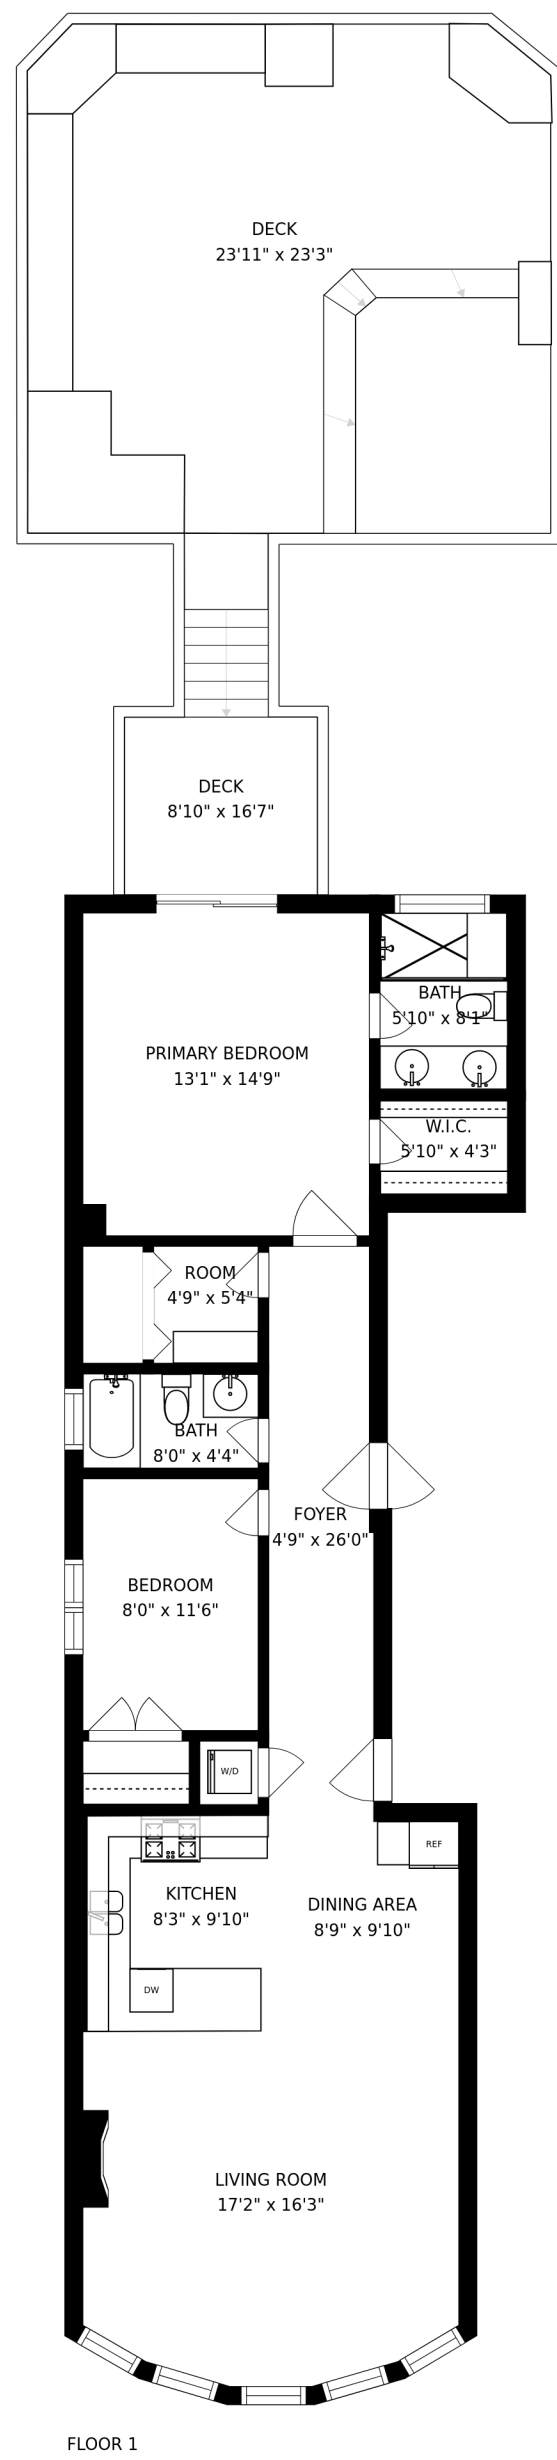 DECK
23'11" x 23'3"
DECK
8'10" x 16'7"
BATH
5'10" x 8'1"
PRIMARY BEDROOM
13'1" x 14'9"
W.I.C.
5'10" x 4'3"
ROOM
4'9" x 5'4"
BATH
8'0" x 4'4"
FOYER
4'9" x 26'0"
BEDROOM
8'0" x 11'6"
W/D
REF
KITCHEN
8'3" x 9'10"
DINING AREA
8'9" x 9'10"
DW
LIVING ROOM
17'2" x 16'3"
FLOOR 1